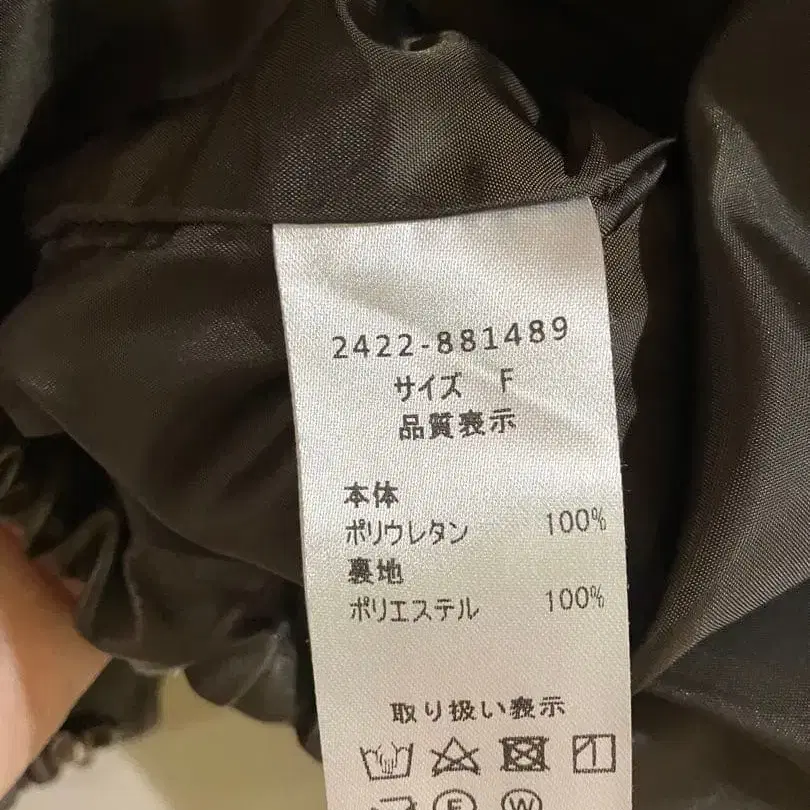 2422-881489
サイズ F
品質表示
本体
ポリウレタン 100%
裏地
ポリエステル 100%
取り扱い表示
F W